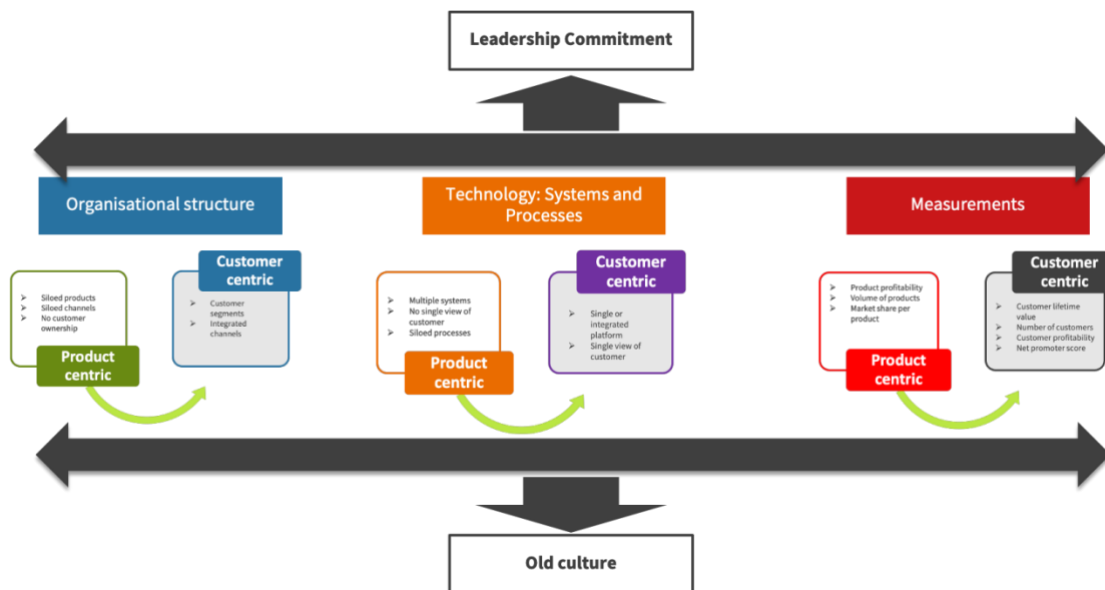 Leadership Commitment
Organisational structure
Technology: Systems and
Processes
Measurements
➢ Siloed products
➢ Siloed channels
➢ No customer
ownership
Product
centric
Customer
centric
➢ Customer
segments
➢ Integrated
channels
➢ Multiple systems
➢ No single view of
customer
➢ Siloed processes
Product
centric
Customer
centric
➢ Single or
integrated
platform
➢ Single view of
customer
➢ Product profitability
➢ Volume of products
➢ Market share per
product
Product
centric
Customer
centric
➢ Customer lifetime
value
➢ Number of customers
➢ Customer profitability
➢ Net promoter score
Old culture